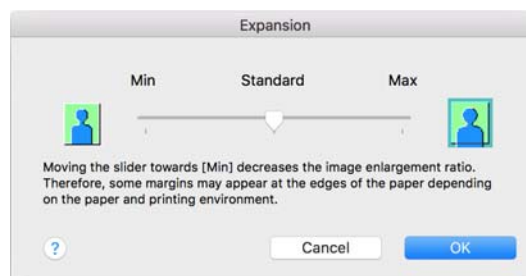 Expansion
Min Standard Max
Moving the slider towards [Min] decreases the image enlargement ratio.
Therefore, some margins may appear at the edges of the paper depending
on the paper and printing environment.
? Cancel OK